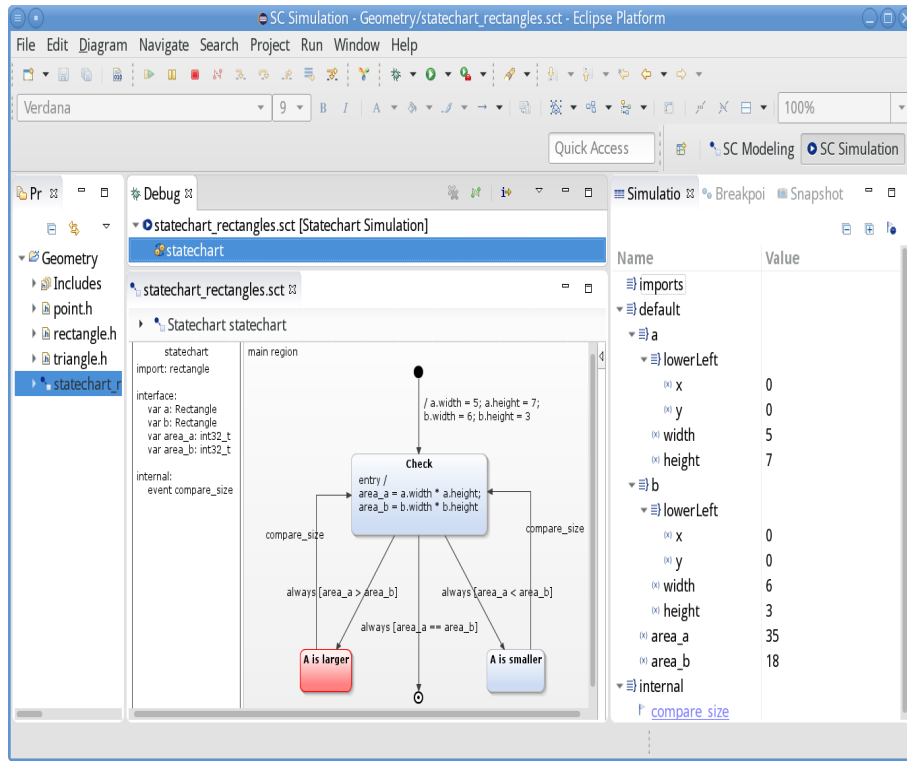 SC Simulation - Geometry/statechart_rectangles.sct - Eclipse Platform
File Edit Diagram Navigate Search Project Run Window Help
Verdana 9 B I A 100%
Quick Access SC Modeling SC Simulation
Pr
Geometry
Includes
point.h
rectangle.h
triangle.h
statechart_r
Debug
statechart_rectangles.sct [Statechart Simulation]
statechart
statechart_rectangles.sct
Statechart statechart
statechart
import: rectangle
interface:
var a: Rectangle
var b: Rectangle
var area_a: int32_t
var area_b: int32_t
internal:
event compare_size
main region
/ a.width = 5; a.height = 7;
b.width = 6; b.height = 3
Check
entry /
area_a = a.width * a.height;
area_b = b.width * b.height
compare_size
compare_size
always [area_a > area_b]
always [area_a < area_b]
always [area_a == area_b]
A is larger
A is smaller
Simulatio Breakpoi Snapshot
Name Value
imports
default
a
lowerLeft
x 0
y 0
width 5
height 7
b
lowerLeft
x 0
y 0
width 6
height 3
area_a 35
area_b 18
internal
compare_size